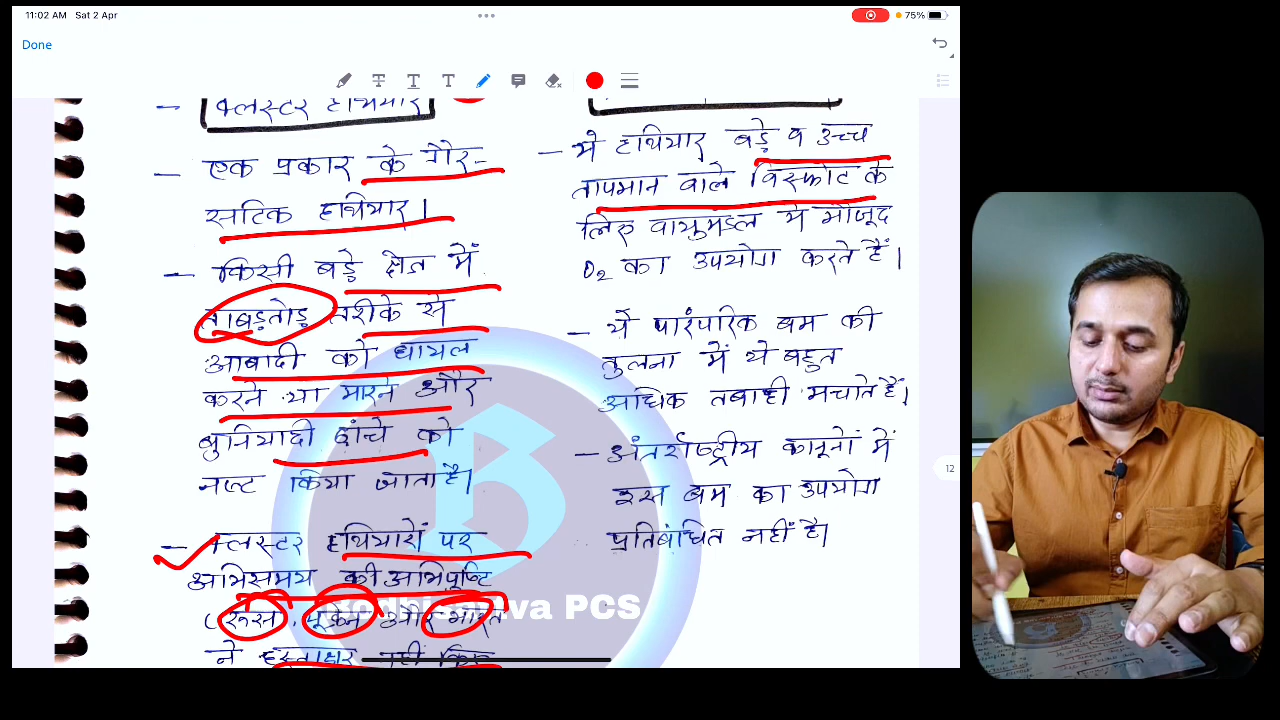 11:02 AM Sat 2 Apr
75%
Done
- क्लस्टर हथियार
- एक प्रकार के गैर-
सटिक हथियार।
- किसी बड़े क्षेत्र में
ताबड़तोड़ तरीके से
आबादी को घायल
करने या मारने और
बुनियादी ढांचे को
नष्ट किया जाता है।
- क्लस्टर हथियारों पर
अभिसमय की अभिपुष्टि
(रूस, यूक्रेन और भारत
ने हस्ताक्षर नहीं किए
- ये हथियार बड़े व उच्च
तापमान वाले विस्फोट के
लिए वायुमंडल में मौजूद
O₂ का उपयोग करते हैं।
- ये पारंपरिक बम की
तुलना में ये बहुत
अधिक तबाही मचाते हैं।
- अंतर्राष्ट्रीय कानूनों में
इस बम का उपयोग
प्रतिबंधित नहीं है।
12
Bodhisatva PCS